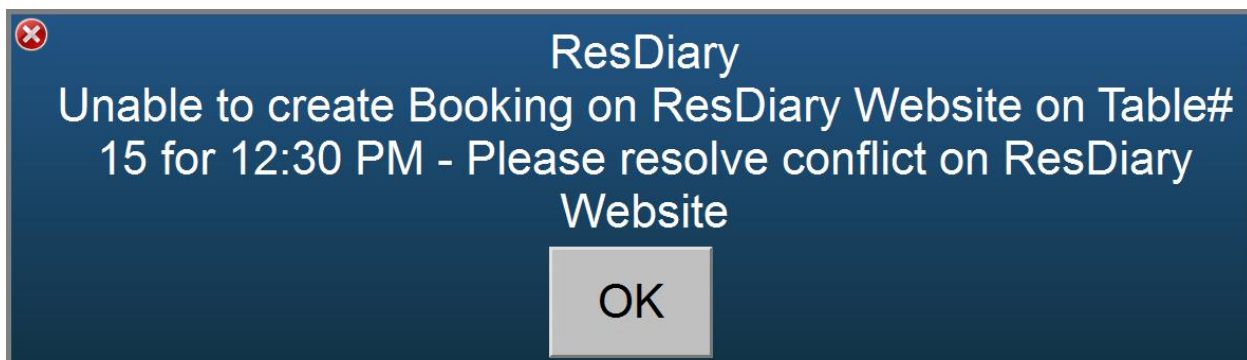 ResDiary
Unable to create Booking on ResDiary Website on Table#
15 for 12:30 PM - Please resolve conflict on ResDiary
Website
OK